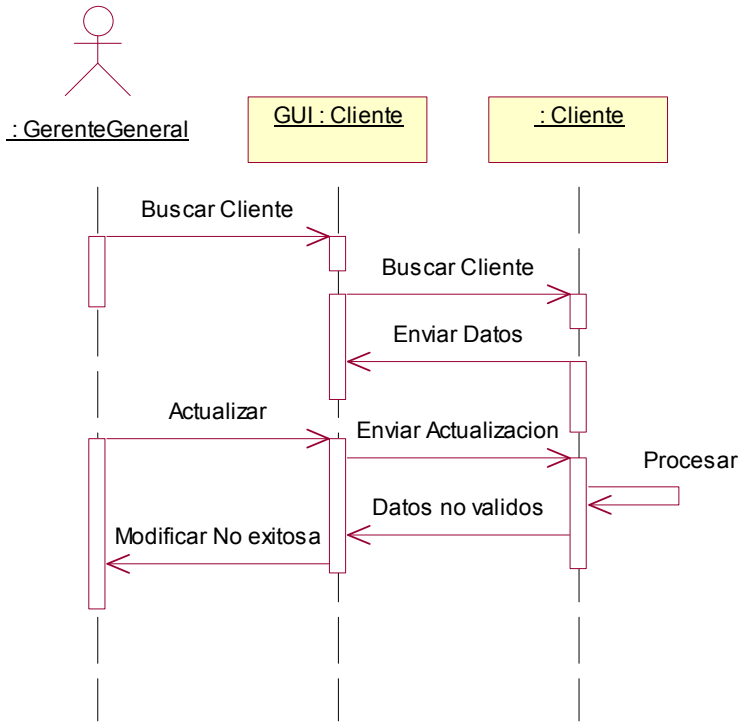 : GerenteGeneral
GUI : Cliente
: Cliente
Buscar Cliente
Buscar Cliente
Enviar Datos
Actualizar
Enviar Actualizacion
Procesar
Datos no validos
Modificar No exitosa